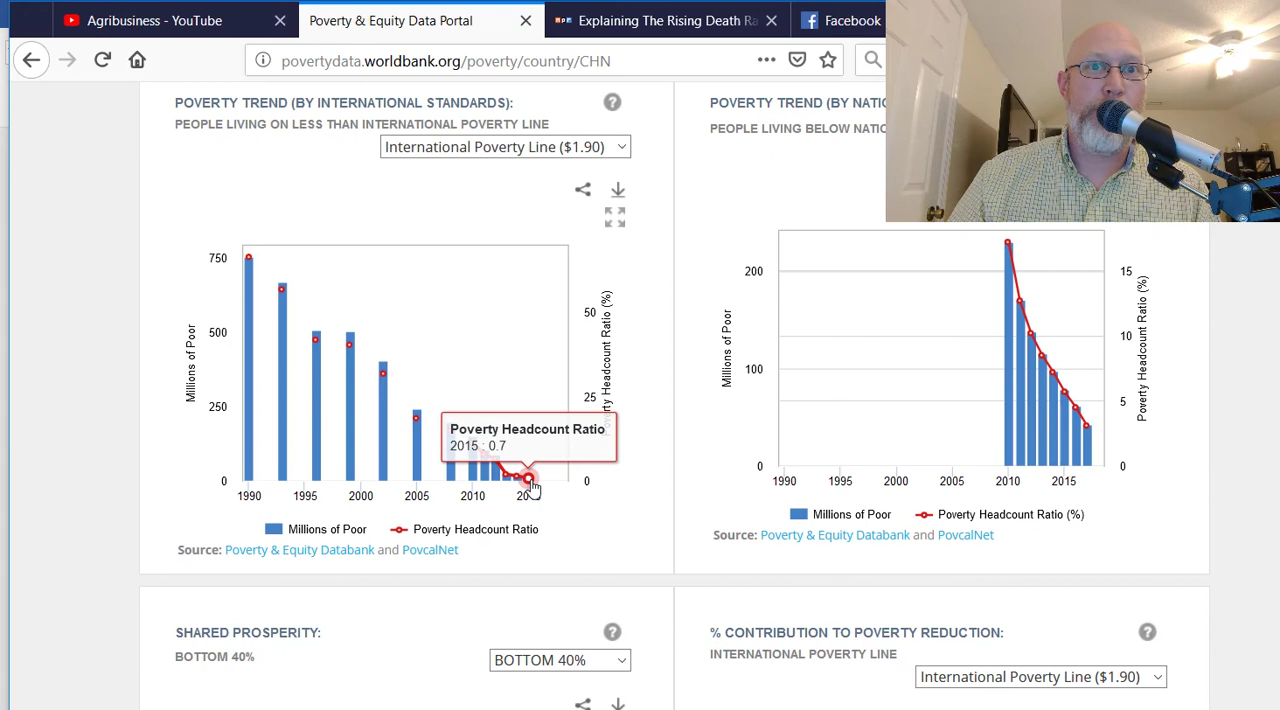 Agribusiness - YouTube
Poverty & Equity Data Portal
Explaining The Rising Death Ra
Facebook
povertydata.worldbank.org/poverty/country/CHN
POVERTY TREND (BY INTERNATIONAL STANDARDS):
PEOPLE LIVING ON LESS THAN INTERNATIONAL POVERTY LINE
International Poverty Line ($1.90)
750
500
250
0
50
25
0
Millions of Poor
Poverty Headcount Ratio (%)
1990 1995 2000 2005 2010
Poverty Headcount Ratio
2015 : 0.7
Millions of Poor
Poverty Headcount Ratio
Source: Poverty & Equity Databank and PovcalNet
POVERTY TREND (BY NATIO
PEOPLE LIVING BELOW NATIO
200
100
0
15
10
5
0
Millions of Poor
Poverty Headcount Ratio (%)
1990 1995 2000 2005 2010 2015
Millions of Poor
Poverty Headcount Ratio (%)
Source: Poverty & Equity Databank and PovcalNet
SHARED PROSPERITY:
BOTTOM 40%
BOTTOM 40%
% CONTRIBUTION TO POVERTY REDUCTION:
INTERNATIONAL POVERTY LINE
International Poverty Line ($1.90)